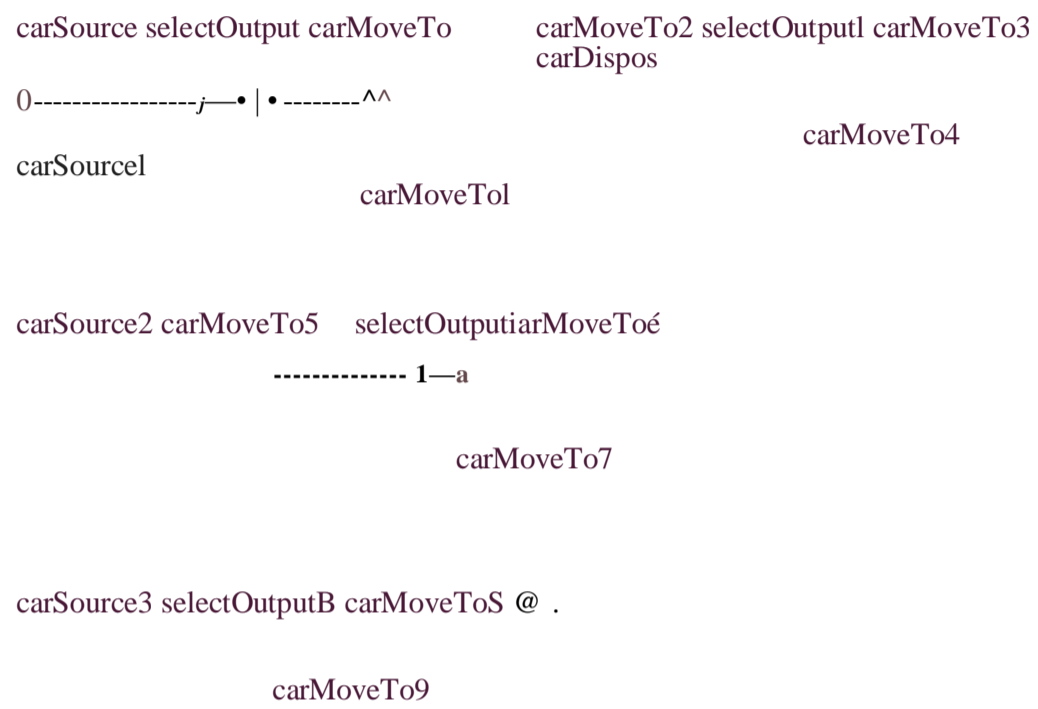 carSource selectOutput carMoveTo carMoveTo2 selectOutputl carMoveTo3
carDispos
0-----------------j—• | • --------^^
carMoveTo4
carSourcel
carMoveTol
carSource2 carMoveTo5 selectOutputiarMoveToé
-------------- 1—a
carMoveTo7
carSource3 selectOutputB carMoveToS @ .
carMoveTo9